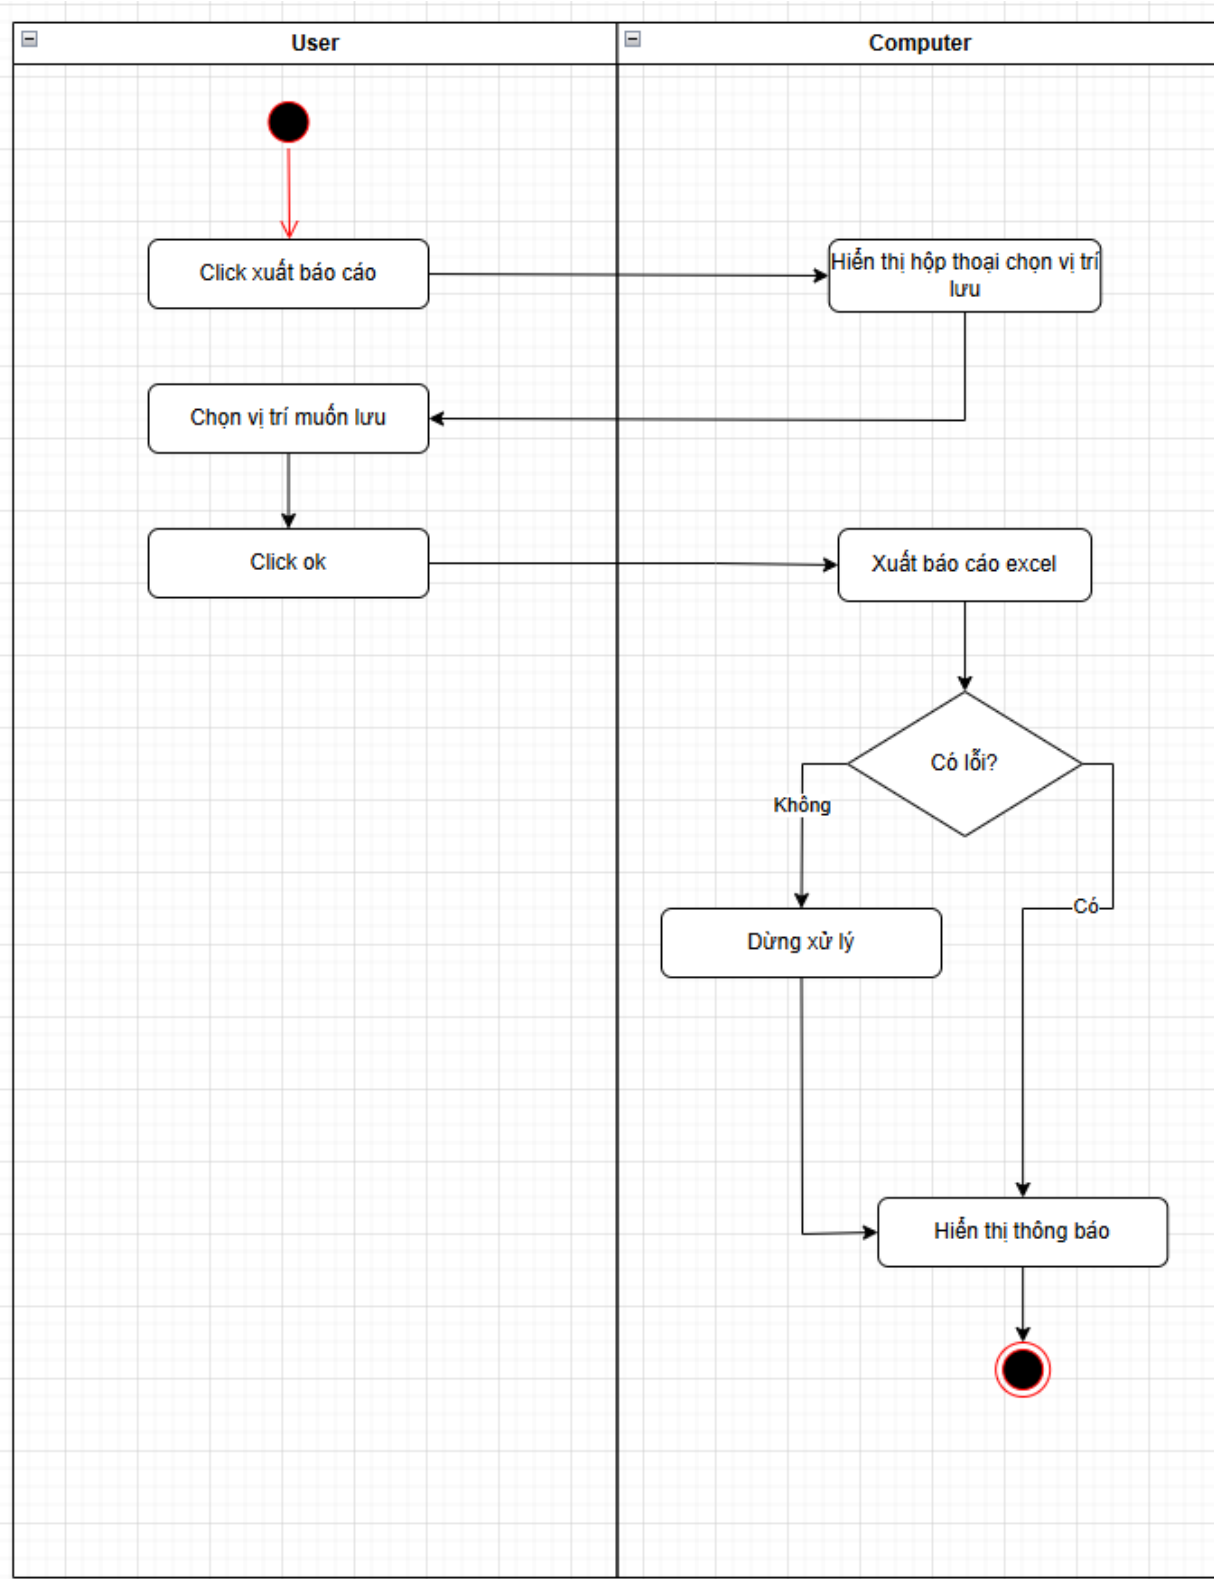 User
Computer
Click xuất báo cáo
Hiển thị hộp thoại chọn vị trí
lưu
Chọn vị trí muốn lưu
Click ok
Xuất báo cáo excel
Có lỗi?
Không
Có
Dừng xử lý
Hiển thị thông báo